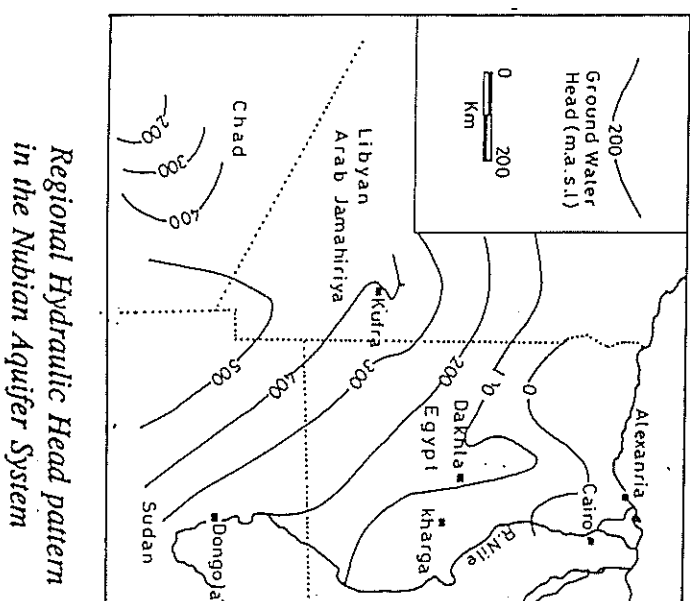 200
Ground Water
Head (m.a.s.l)
0 200
Km
Alexanria
Cairo
R.Nile
0
Dakhla
Egypt
kharga
200
300
400
500
Kufra
Libyan
Arab Jamahiriya
Chad
200
300
400
Dongola
Sudan
Regional Hydraulic Head pattern
in the Nubian Aquifer System